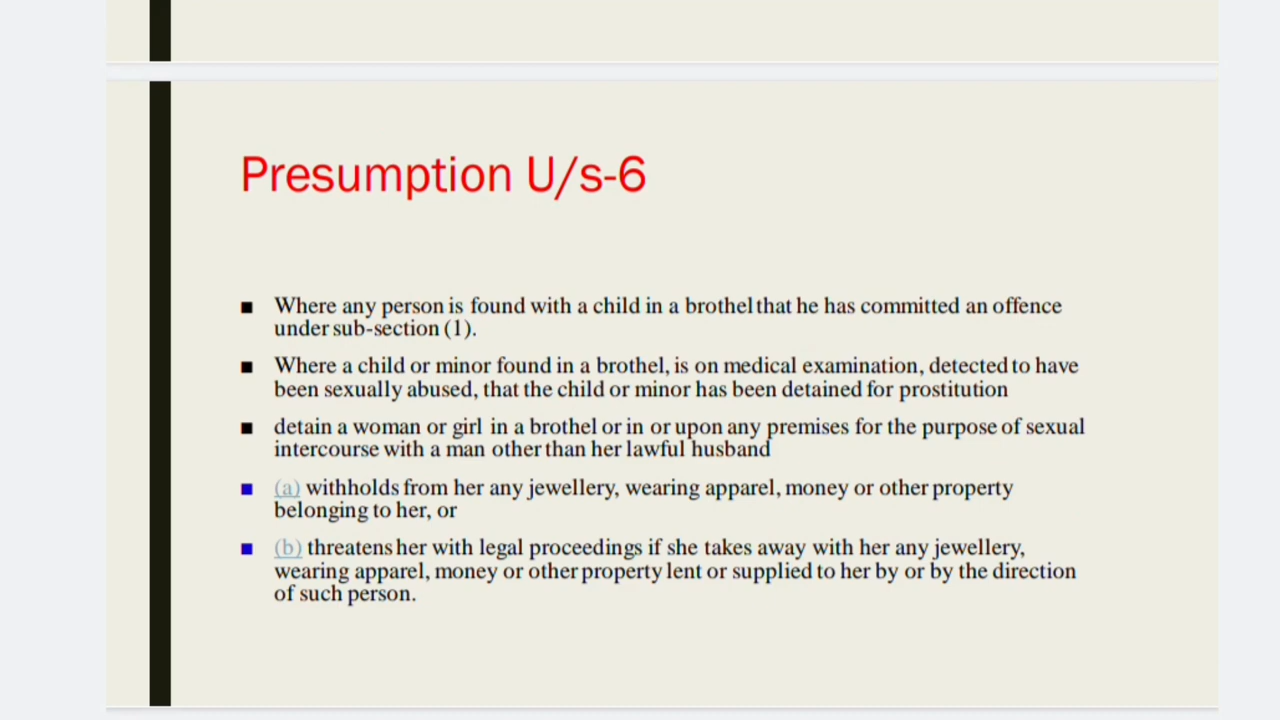 Presumption U/s-6
Where any person is found with a child in a brothel that he has committed an offence
under sub-section (1).
Where a child or minor found in a brothel, is on medical examination, detected to have
been sexually abused, that the child or minor has been detained for prostitution
detain a woman or girl in a brothel or in or upon any premises for the purpose of sexual
intercourse with a man other than her lawful husband
(a) withholds from her any jewellery, wearing apparel, money or other property
belonging to her, or
(b) threatens her with legal proceedings if she takes away with her any jewellery,
wearing apparel, money or other property lent or supplied to her by or by the direction
of such person.